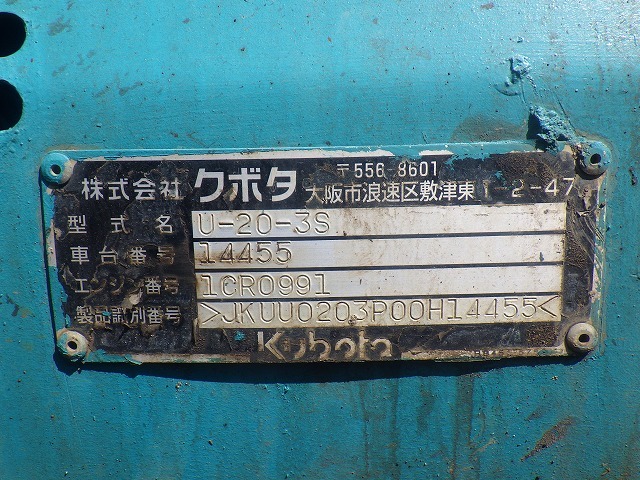 株式会社 クボタ 〒556-8601
大阪市浪速区敷津東1-2-47
型式名 U-20-3S
車台番号 14455
エンジン番号 1CR0991
製品識別番号 >JKUU0203P00H14455<
Kubota